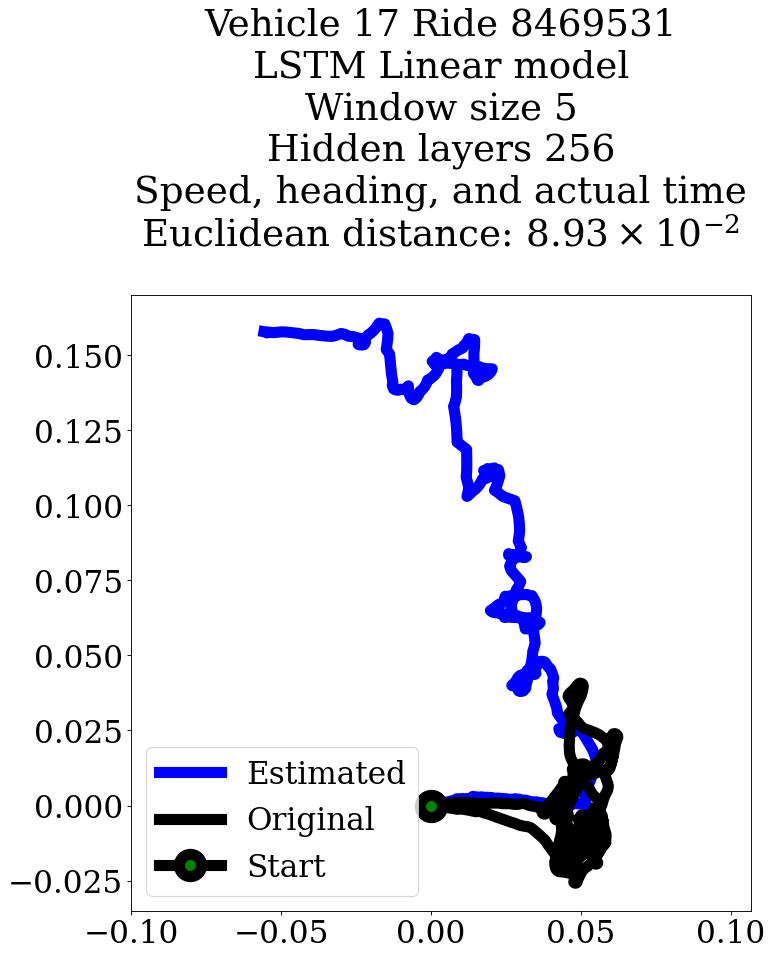 Vehicle 17 Ride 8469531
LSTM Linear model
Window size 5
Hidden layers 256
Speed, heading, and actual time
Euclidean distance: 8.93 × 10⁻²
0.150
0.125
0.100
0.075
0.050
0.025
0.000
−0.025
Estimated
Original
Start
−0.10 −0.05 0.00 0.05 0.10